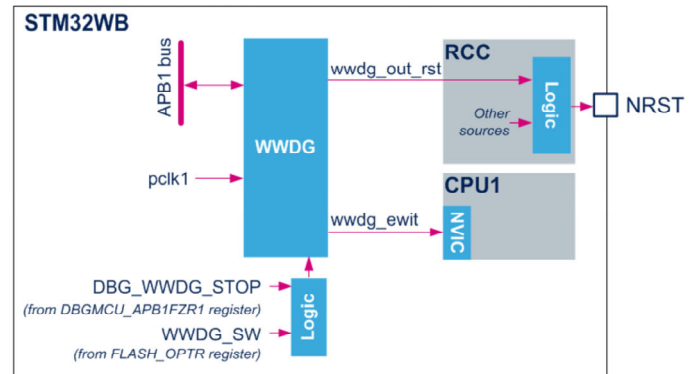 STM32WB
APB1 bus
wwdg_out_rst
RCC
Logic
Other
sources
NRST
WWDG
pclk1
CPU1
wwdg_ewit
NVIC
DBG_WWDG_STOP
(from DBGMCU_APB1FZR1 register)
Logic
WWDG_SW
(from FLASH_OPTR register)